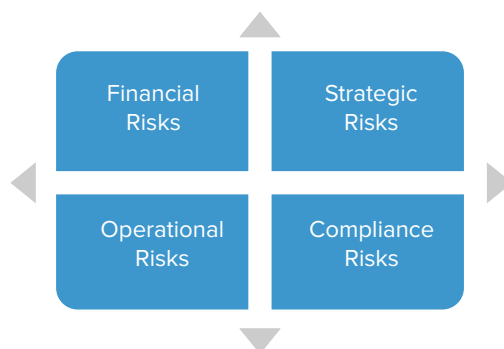 Financial
Risks
Strategic
Risks
Operational
Risks
Compliance
Risks